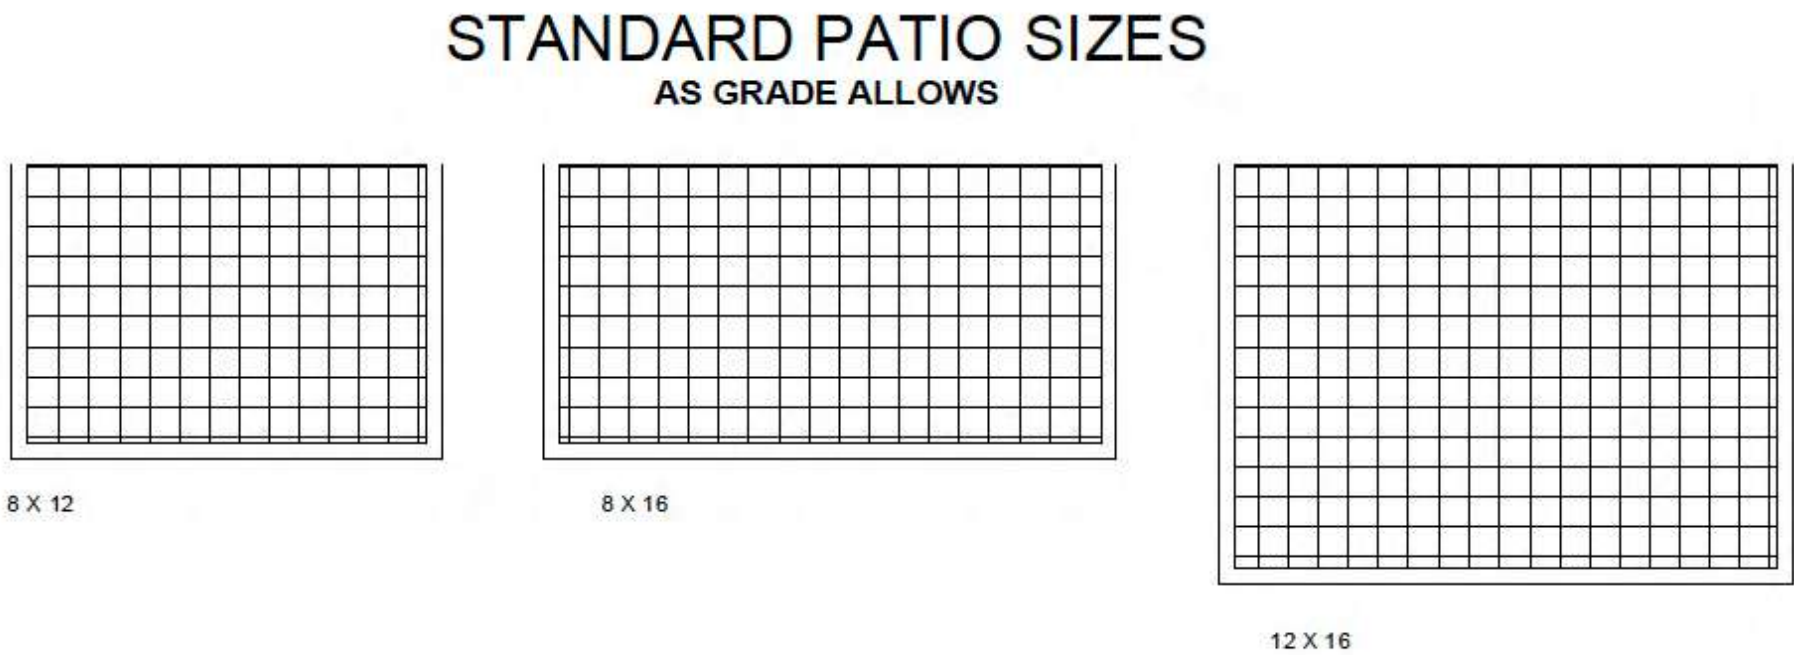 STANDARD PATIO SIZES
AS GRADE ALLOWS
8 X 12
8 X 16
12 X 16